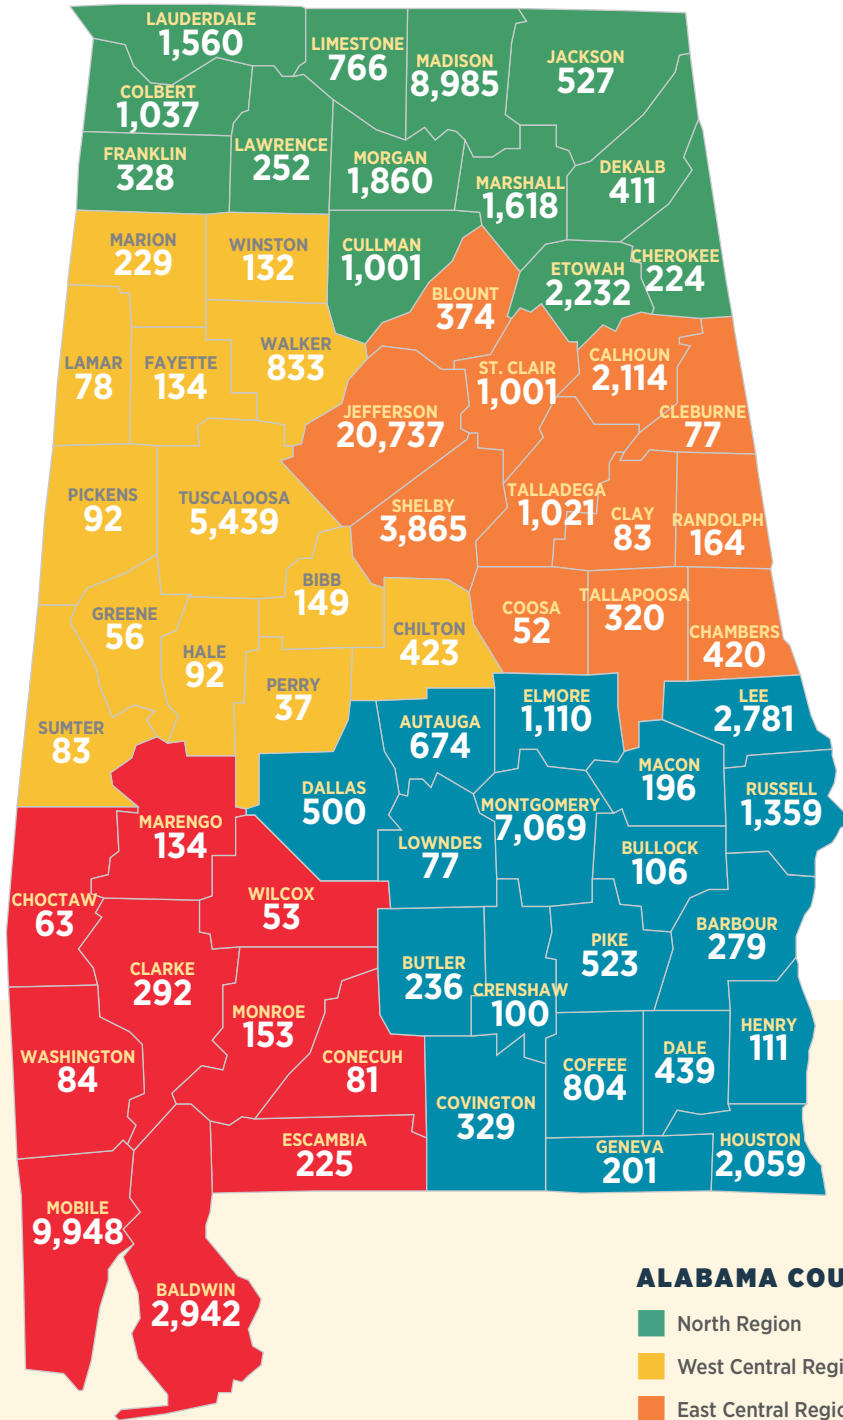 LAUDERDALE
1,560
LIMESTONE
766
MADISON
8,985
JACKSON
527
COLBERT
1,037
FRANKLIN
328
LAWRENCE
252
MORGAN
1,860
MARSHALL
1,618
DEKALB
411
MARION
229
WINSTON
132
CULLMAN
1,001
ETOWAH
2,232
CHEROKEE
224
BLOUNT
374
LAMAR
78
FAYETTE
134
WALKER
833
ST. CLAIR
1,001
CALHOUN
2,114
JEFFERSON
20,737
CLEBURNE
77
PICKENS
92
TUSCALOOSA
5,439
SHELBY
3,865
TALLADEGA
1,021
CLAY
83
RANDOLPH
164
BIBB
149
GREENE
56
HALE
92
CHILTON
423
COOSA
52
TALLAPOOSA
320
CHAMBERS
420
PERRY
37
SUMTER
83
AUTAUGA
674
ELMORE
1,110
LEE
2,781
DALLAS
500
MACON
196
RUSSELL
1,359
MARENGO
134
LOWNDES
77
MONTGOMERY
7,069
BULLOCK
106
CHOCTAW
63
WILCOX
53
BARBOUR
279
CLARKE
292
BUTLER
236
CRENSHAW
100
PIKE
523
MONROE
153
WASHINGTON
84
CONECUH
81
COFFEE
804
DALE
439
HENRY
111
COVINGTON
329
ESCAMBIA
225
GENEVA
201
HOUSTON
2,059
MOBILE
9,948
BALDWIN
2,942
ALABAMA COU
North Region
West Central Regi
East Central Regio